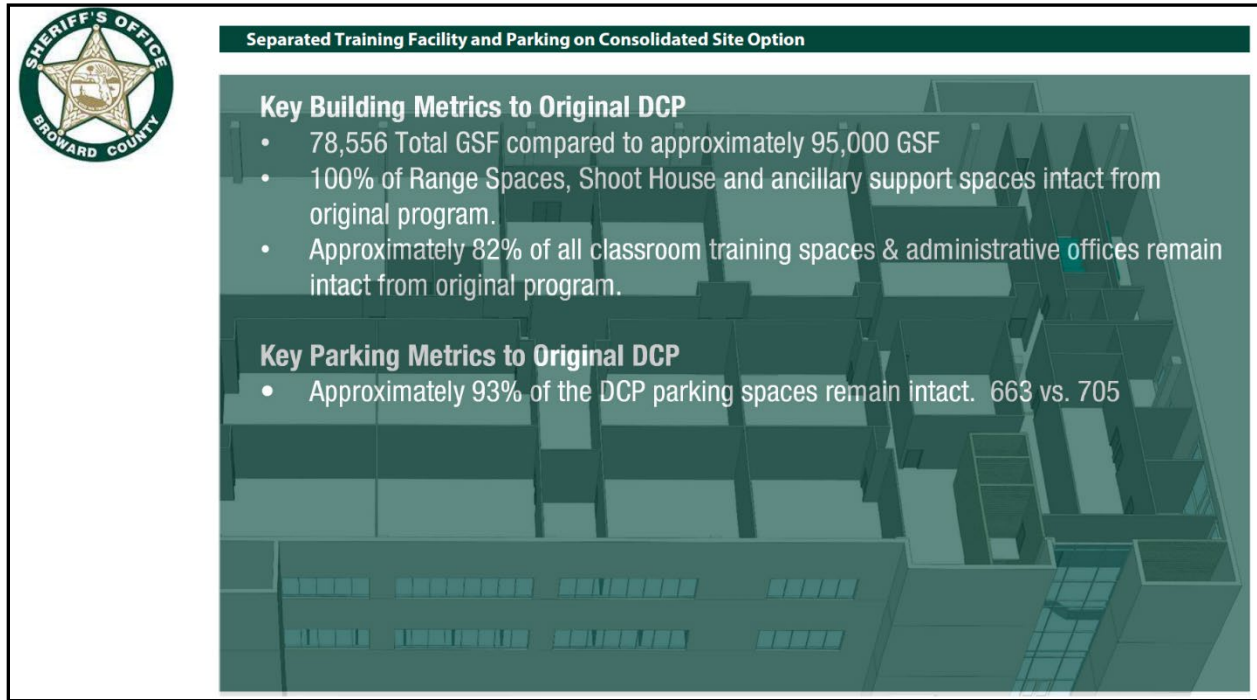 SHERIFF'S OFFICE
BROWARD COUNTY
Separated Training Facility and Parking on Consolidated Site Option
Key Building Metrics to Original DCP
• 78,556 Total GSF compared to approximately 95,000 GSF
• 100% of Range Spaces, Shoot House and ancillary support spaces intact from
original program.
• Approximately 82% of all classroom training spaces & administrative offices remain
intact from original program.
Key Parking Metrics to Original DCP
• Approximately 93% of the DCP parking spaces remain intact.  663 vs. 705